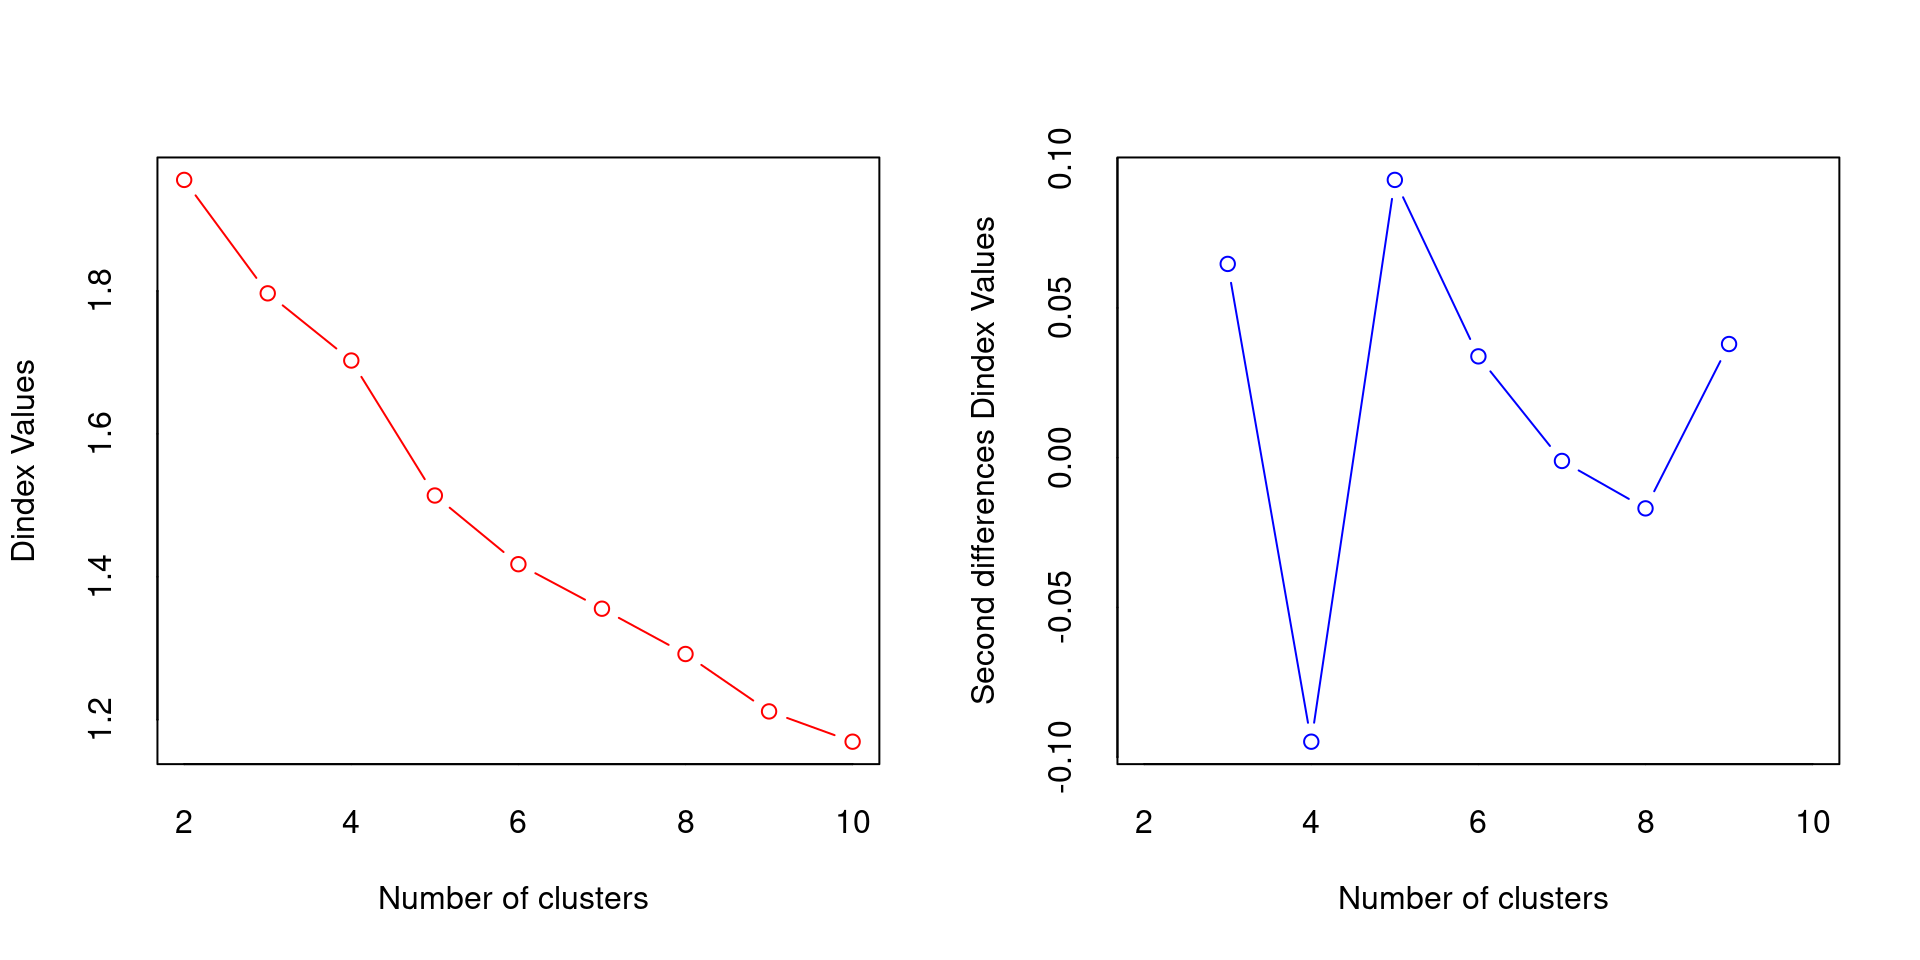 Dindex Values
1.8
1.6
1.4
1.2
2 4 6 8 10
Number of clusters
Second differences Dindex Values
0.10
0.05
0.00
-0.05
-0.10
2 4 6 8 10
Number of clusters